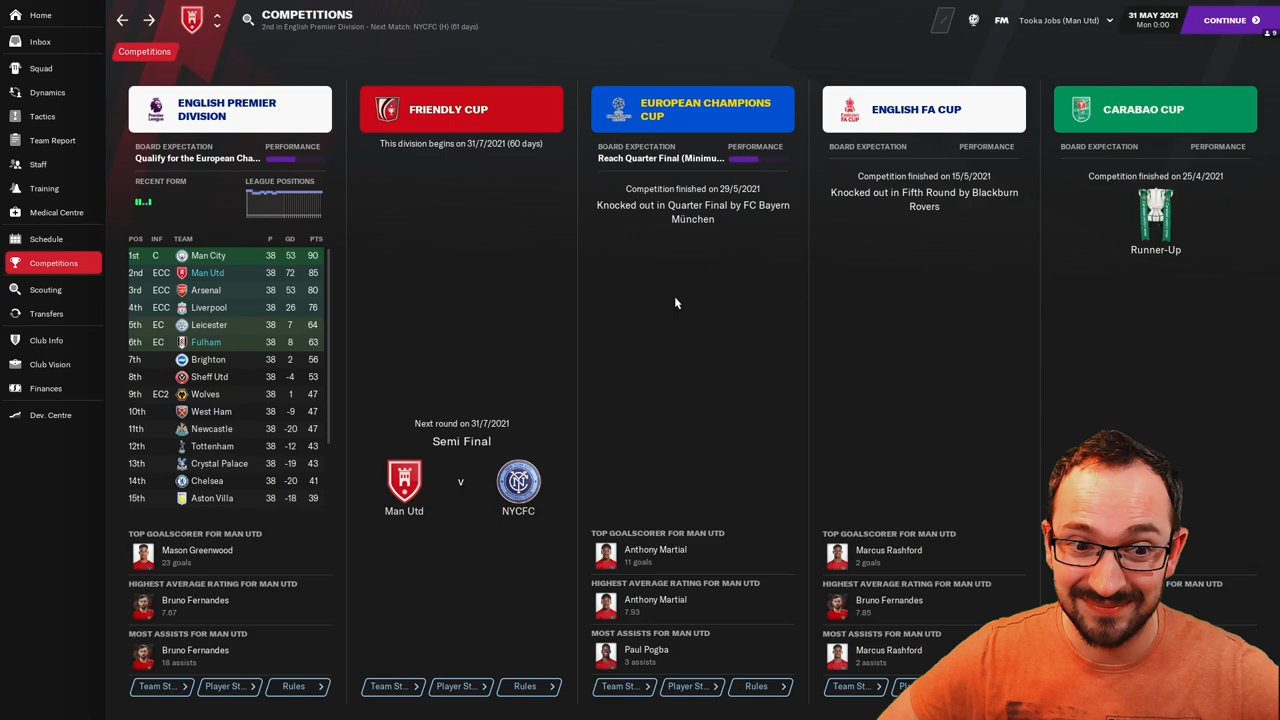 Home
Inbox
Squad
Dynamics
Tactics
Team Report
Staff
Training
Medical Centre
Schedule
Competitions
Scouting
Transfers
Club Info
Club Vision
Finances
Dev. Centre
COMPETITIONS
2nd in English Premier Division - Next Match: NYCFC (H) (61 days)
FM
Tooka Jobs (Man Utd)
31 MAY 2021
Mon 0:00
CONTINUE
9
Competitions
ENGLISH PREMIER
DIVISION
BOARD EXPECTATION PERFORMANCE
Qualify for the European Cha...
RECENT FORM LEAGUE POSITIONS
POS INF TEAM P GD PTS
1st C Man City 38 53 90
2nd ECC Man Utd 38 72 85
3rd ECC Arsenal 38 53 80
4th ECC Liverpool 38 26 76
5th EC Leicester 38 7 64
6th EC Fulham 38 8 63
7th Brighton 38 2 56
8th Sheff Utd 38 -4 53
9th EC2 Wolves 38 1 47
10th West Ham 38 -9 47
11th Newcastle 38 -20 47
12th Tottenham 38 -12 43
13th Crystal Palace 38 -19 43
14th Chelsea 38 -20 41
15th Aston Villa 38 -18 39
TOP GOALSCORER FOR MAN UTD
Mason Greenwood
23 goals
HIGHEST AVERAGE RATING FOR MAN UTD
Bruno Fernandes
7.67
MOST ASSISTS FOR MAN UTD
Bruno Fernandes
18 assists
Team St... Player St... Rules
FRIENDLY CUP
This division begins on 31/7/2021 (60 days)
Next round on 31/7/2021
Semi Final
v
Man Utd NYCFC
Team St... Player St... Rules
EUROPEAN CHAMPIONS
CUP
BOARD EXPECTATION PERFORMANCE
Reach Quarter Final (Minimu...
Competition finished on 29/5/2021
Knocked out in Quarter Final by FC Bayern
München
TOP GOALSCORER FOR MAN UTD
Anthony Martial
11 goals
HIGHEST AVERAGE RATING FOR MAN UTD
Anthony Martial
7.93
MOST ASSISTS FOR MAN UTD
Paul Pogba
3 assists
Team St... Player St... Rules
ENGLISH FA CUP
BOARD EXPECTATION PERFORMANCE
Competition finished on 15/5/2021
Knocked out in Fifth Round by Blackburn
Rovers
TOP GOALSCORER FOR MAN UTD
Marcus Rashford
2 goals
HIGHEST AVERAGE RATING FOR MAN UTD
Bruno Fernandes
7.85
MOST ASSISTS FOR MAN UTD
Marcus Rashford
2 assists
Team St...
CARABAO CUP
BOARD EXPECTATION PERFORMANCE
Competition finished on 25/4/2021
Runner-Up
FOR MAN UTD